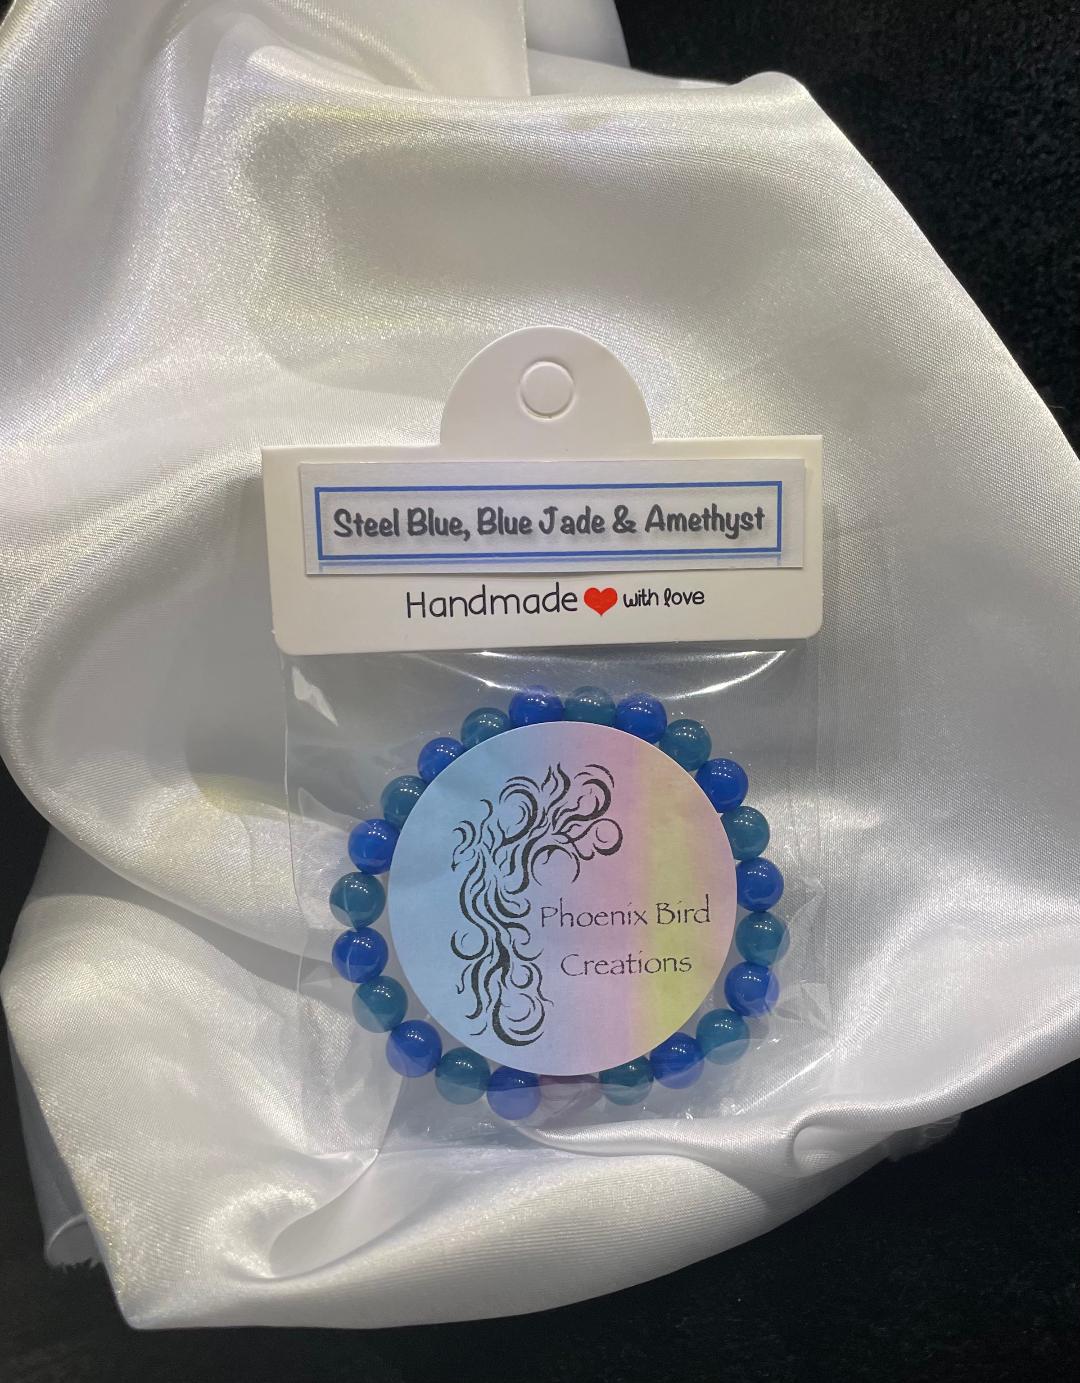 Steel Blue, Blue Jade & Amethyst
Handmade ❤ with love
Phoenix Bird
Creations